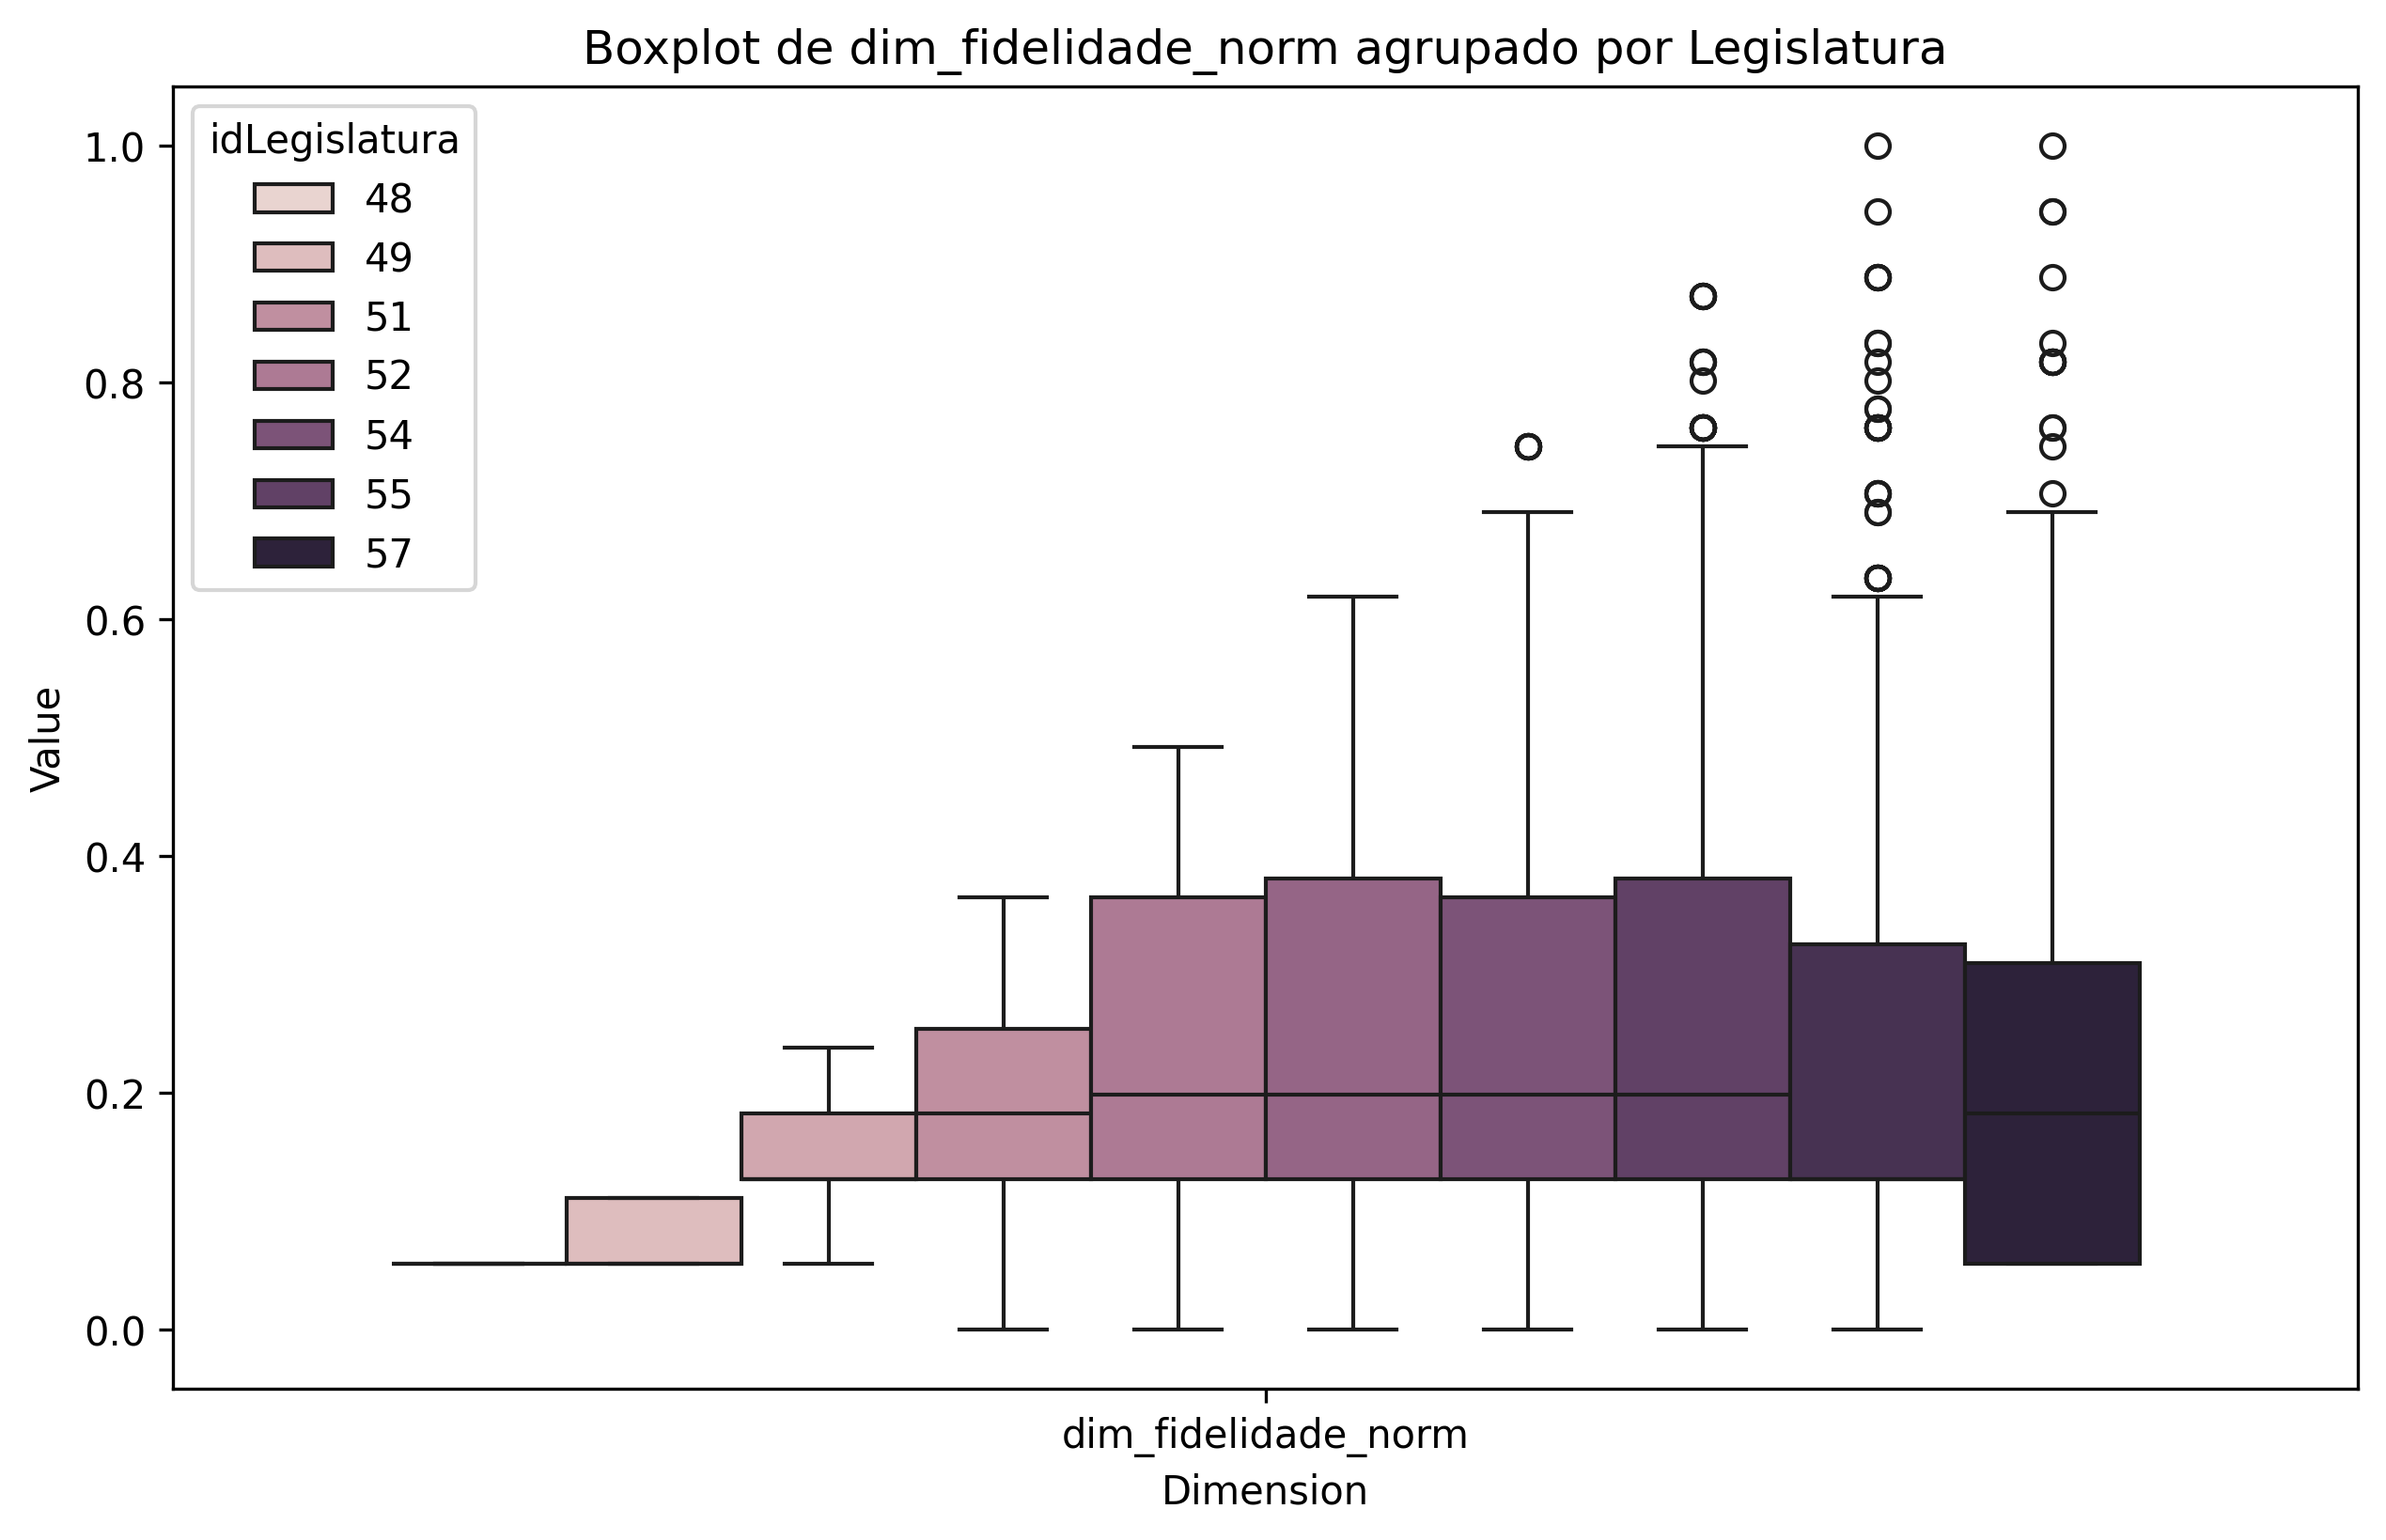 Boxplot de dim_fidelidade_norm agrupado por Legislatura
idLegislatura
48
49
51
52
54
55
57
1.0
0.8
0.6
0.4
0.2
0.0
Value
dim_fidelidade_norm
Dimension